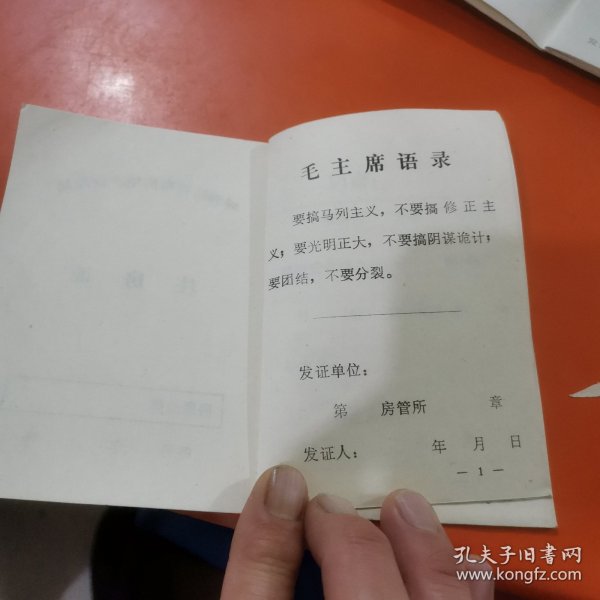 毛主席语录
要搞马列主义，不要搞修正主
义；要光明正大，不要搞阴谋诡计；
要团结，不要分裂。
发证单位：
第 房管所 章
发证人： 年 月 日
— 1 —
孔夫子旧书网
www.kongfz.com